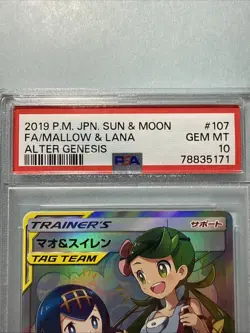 2019 P.M. JPN. SUN & MOON #107
FA/MALLOW & LANA GEM MT
ALTER GENESIS 10
PSA 78835171
TRAINER'S サポート
マオ&スイレン
TAG TEAM